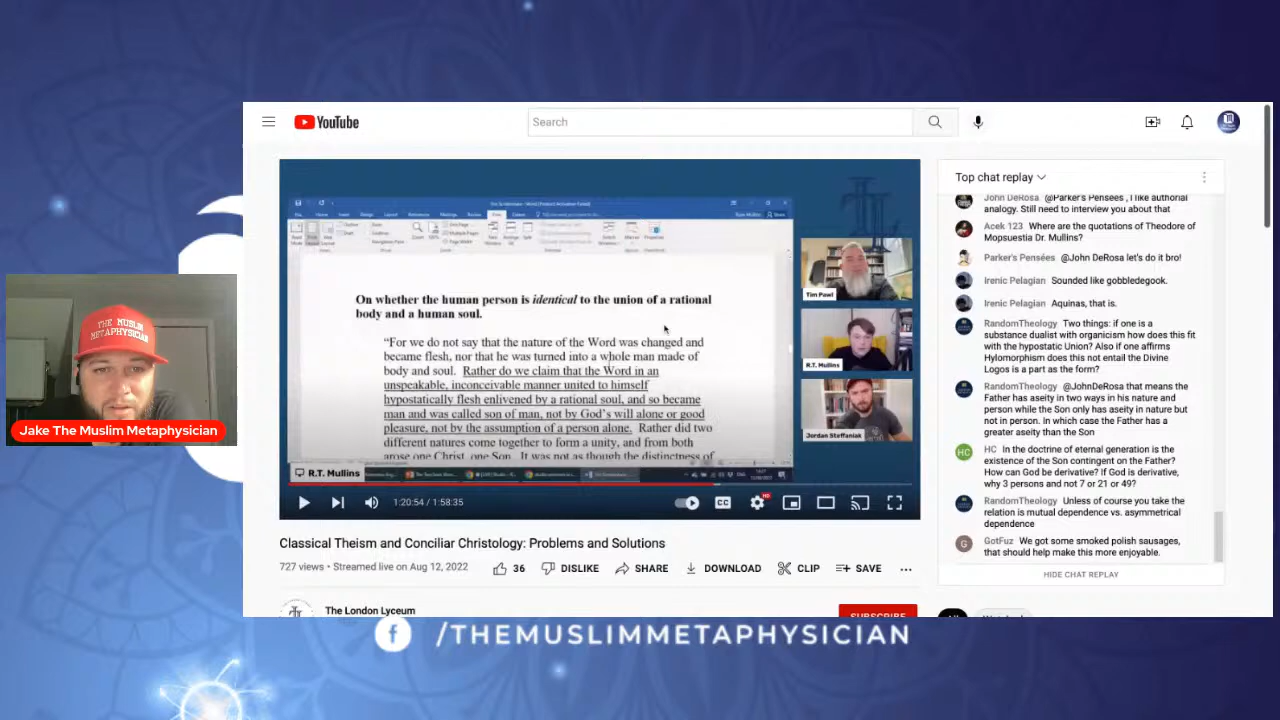 YouTube
Search
On whether the human person is identical to the union of a rational
body and a human soul.
"For we do not say that the nature of the Word was changed and
became flesh, nor that he was turned into a whole man made of
body and soul. Rather do we claim that the Word in an
unspeakable, inconceivable manner united to himself
hypostatically flesh enlivened by a rational soul, and so became
man and was called son of man, not by God's will alone or good
pleasure, not by the assumption of a person alone. Rather did two
different natures come together to form a unity, and from both
arose one Christ, one Son. It was not as though the distinctness of
R.T. Mullins
Tim Pawl
R.T. Mullins
Jordan Steffaniak
1:20:54 / 1:58:35
CC
HD
Classical Theism and Conciliar Christology: Problems and Solutions
727 views • Streamed live on Aug 12, 2022
36
DISLIKE
SHARE
DOWNLOAD
CLIP
SAVE
The London Lyceum
SUBSCRIBE
Top chat replay
John DeRosa @Parker's Pensées , I like authorial
analogy. Still need to interview you about that
Acek 123 Where are the quotations of Theodore of
Mopsuestia Dr. Mullins?
Parker's Pensées @John DeRosa let's do it bro!
Irenic Pelagian Sounded like gobbledegook.
Irenic Pelagian Aquinas, that is.
RandomTheology Two things: if one is a
substance dualist with organicism how does this fit
with the hypostatic Union? Also if one affirms
Hylomorphism does this not entail the Divine
Logos is a part as the form?
RandomTheology @JohnDeRosa that means the
Father has aseity in two ways in his nature and
person while the Son only has aseity in nature but
not in person. In which case the Father has a
greater aseity than the Son
HC
HC In the doctrine of eternal generation is the
existence of the Son contingent on the Father?
How can God be derivative? If God is derivative,
why 3 persons and not 7 or 21 or 49?
RandomTheology Unless of course you take the
relation is mutual dependence vs. asymmetrical
dependence
G
GotFuz We got some smoked polish sausages,
that should help make this more enjoyable.
HIDE CHAT REPLAY
THE MUSLIM
METAPHYSICIAN
Jake The Muslim Metaphysician
f /THEMUSLIMMETAPHYSICIAN